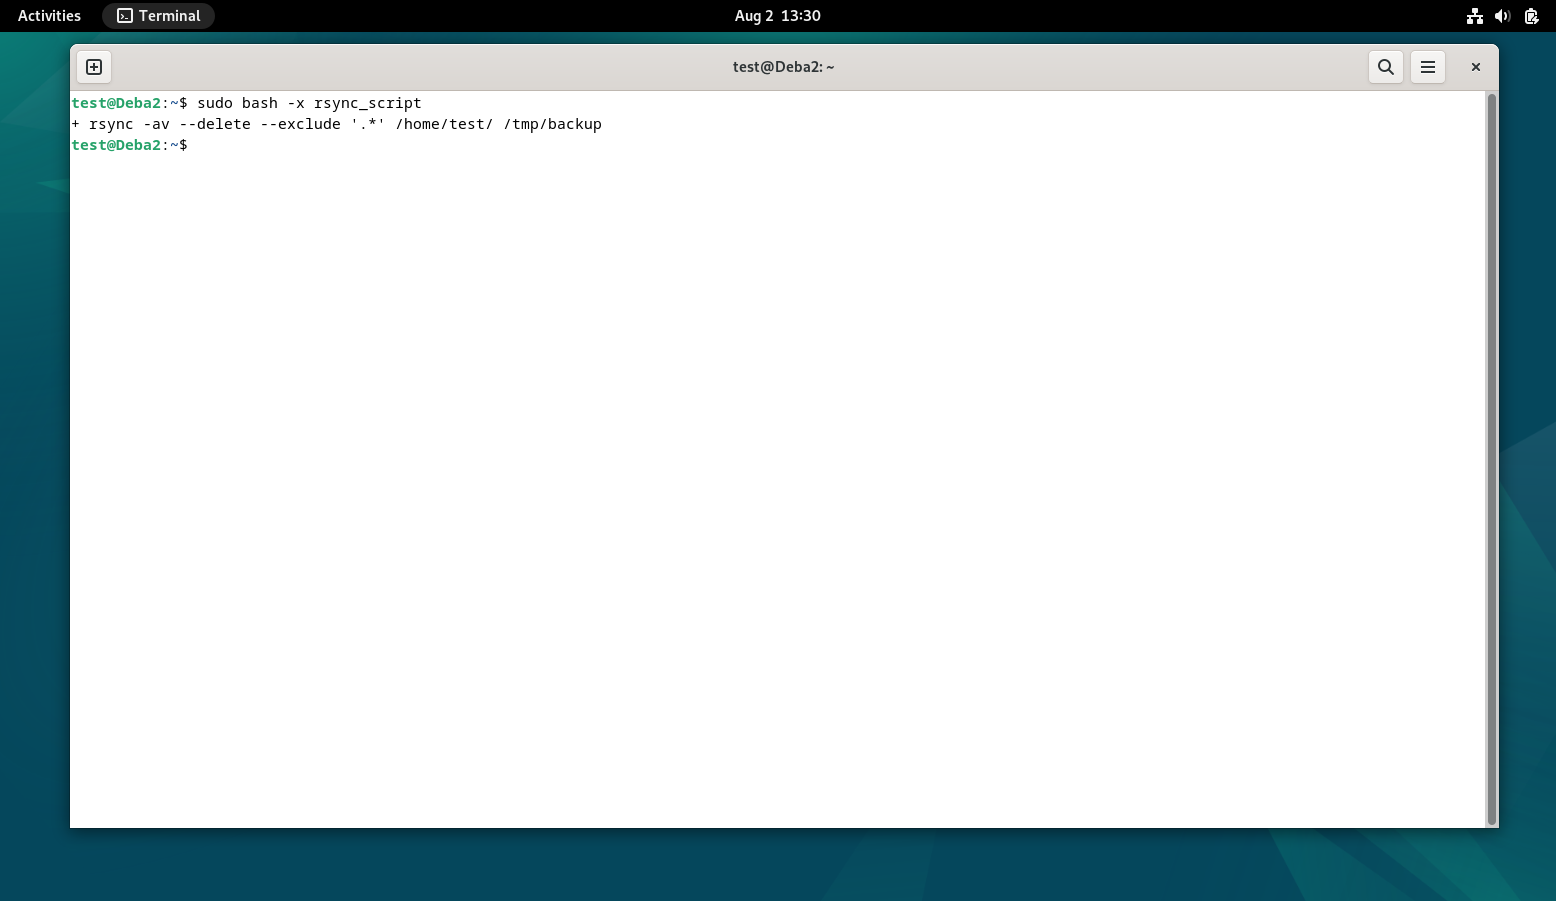 Activities
Terminal
Aug 2 13:30
test@Deba2: ~
test@Deba2:~$ sudo bash -x rsync_script
+ rsync -av --delete --exclude '.*' /home/test/ /tmp/backup
test@Deba2:~$